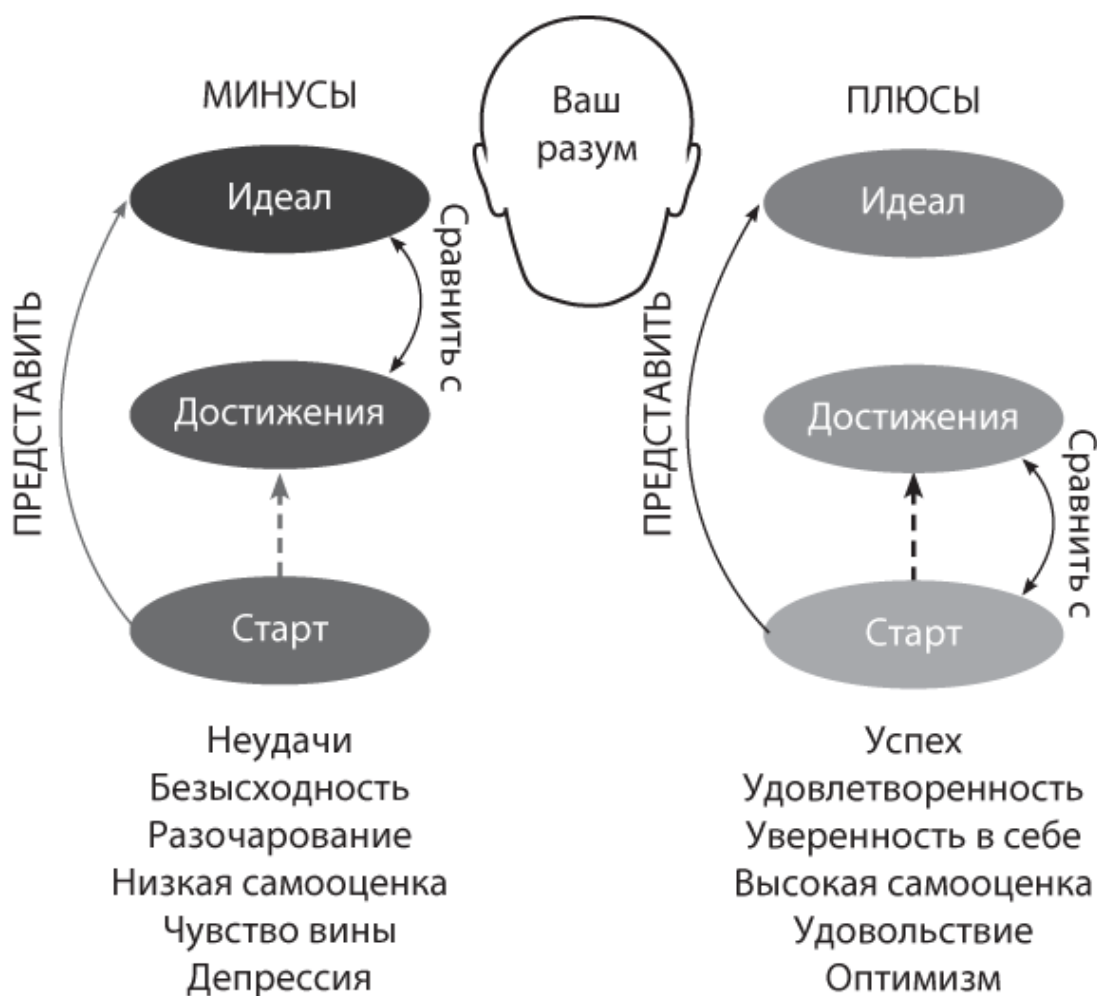 МИНУСЫ
Ваш
разум
ПЛЮСЫ
Идеал
Сравнить с
ПРЕДСТАВИТЬ
Достижения
Старт
Идеал
ПРЕДСТАВИТЬ
Достижения
Сравнить с
Старт
Неудачи
Безысходность
Разочарование
Низкая самооценка
Чувство вины
Депрессия
Успех
Удовлетворенность
Уверенность в себе
Высокая самооценка
Удовольствие
Оптимизм